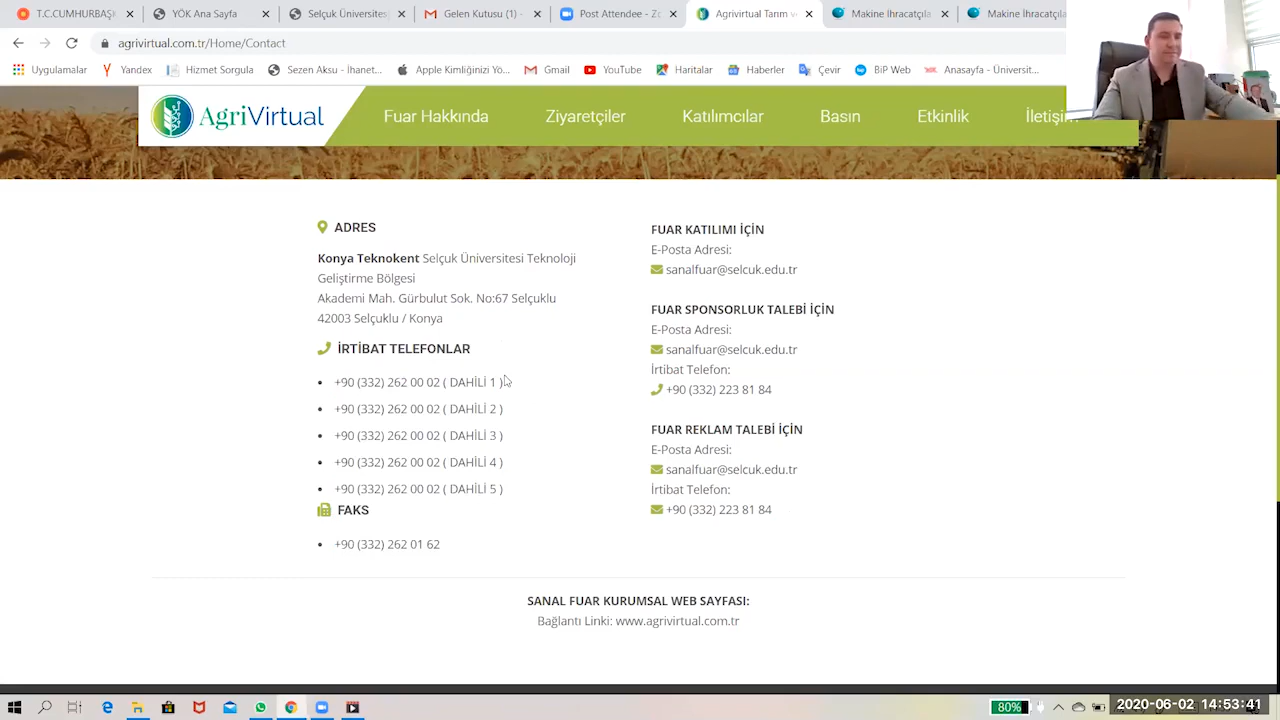 T.C.CUMHURBAŞK
YÖK Ana Sayfa
Selçuk Üniversites
Gelen Kutusu (1) -
Post Attendee - Zo
Agrivirtual Tarım v
Makine İhracatçıla
Makine İhracatçıla
agrivirtual.com.tr/Home/Contact
Uygulamalar
Yandex
Hizmet Sorgula
Sezen Aksu - İhanet...
Apple Kimliğinizi Yö...
Gmail
YouTube
Haritalar
Haberler
Çevir
BiP Web
Anasayfa - Üniversit...
AgriVirtual
Fuar Hakkında
Ziyaretçiler
Katılımcılar
Basın
Etkinlik
İletişim
ADRES
Konya Teknokent Selçuk Üniversitesi Teknoloji
Geliştirme Bölgesi
Akademi Mah. Gürbulut Sok. No:67 Selçuklu
42003 Selçuklu / Konya
İRTİBAT TELEFONLAR
+90 (332) 262 00 02 ( DAHİLİ 1 )
+90 (332) 262 00 02 ( DAHİLİ 2 )
+90 (332) 262 00 02 ( DAHİLİ 3 )
+90 (332) 262 00 02 ( DAHİLİ 4 )
+90 (332) 262 00 02 ( DAHİLİ 5 )
FAKS
+90 (332) 262 01 62
FUAR KATILIMI İÇİN
E-Posta Adresi:
sanalfuar@selcuk.edu.tr
FUAR SPONSORLUK TALEBİ İÇİN
E-Posta Adresi:
sanalfuar@selcuk.edu.tr
İrtibat Telefon:
+90 (332) 223 81 84
FUAR REKLAM TALEBİ İÇİN
E-Posta Adresi:
sanalfuar@selcuk.edu.tr
İrtibat Telefon:
+90 (332) 223 81 84
SANAL FUAR KURUMSAL WEB SAYFASI:
Bağlantı Linki: www.agrivirtual.com.tr
80%
2020-06-02 14:53:41